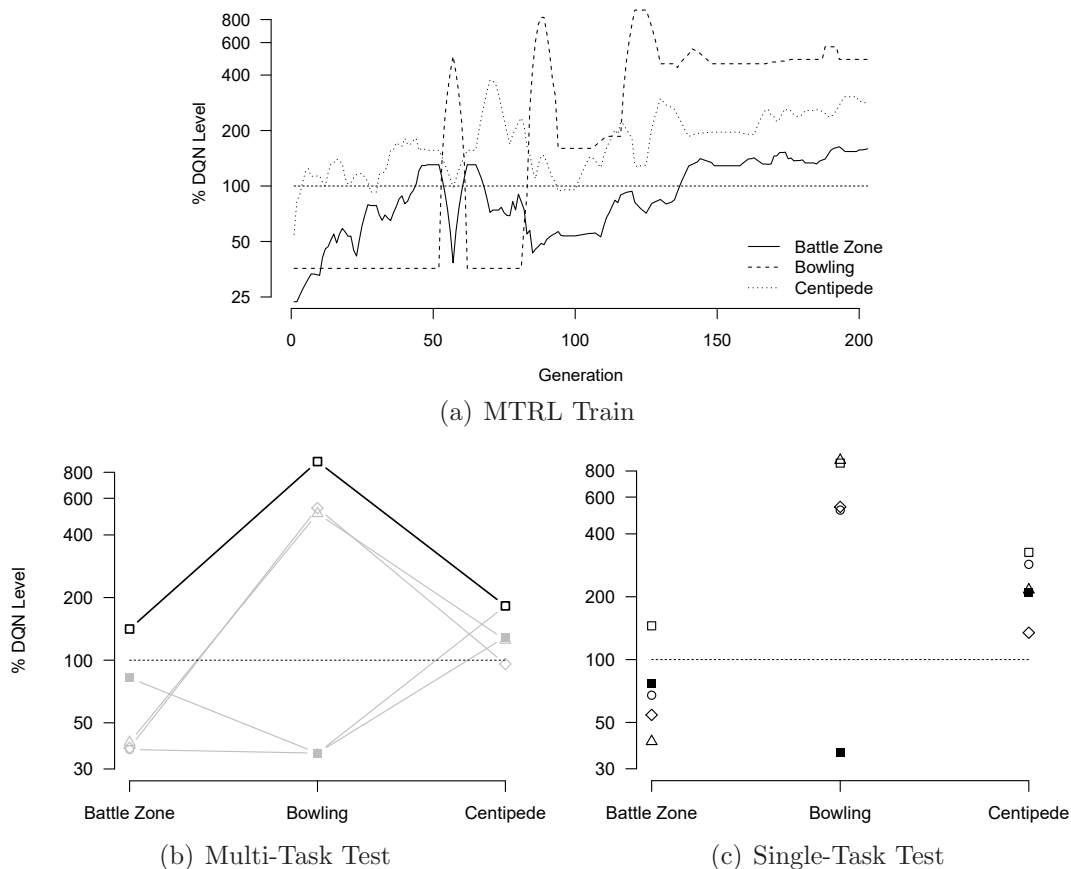 800
600
400
200
100
50
25
% DQN Level
Battle Zone
Bowling
Centipede
0 50 100 150 200
Generation
(a) MTRL Train
800
600
400
200
100
50
30
% DQN Level
Battle Zone Bowling Centipede
(b) Multi-Task Test
800
600
400
200
100
50
30
Battle Zone Bowling Centipede
(c) Single-Task Test